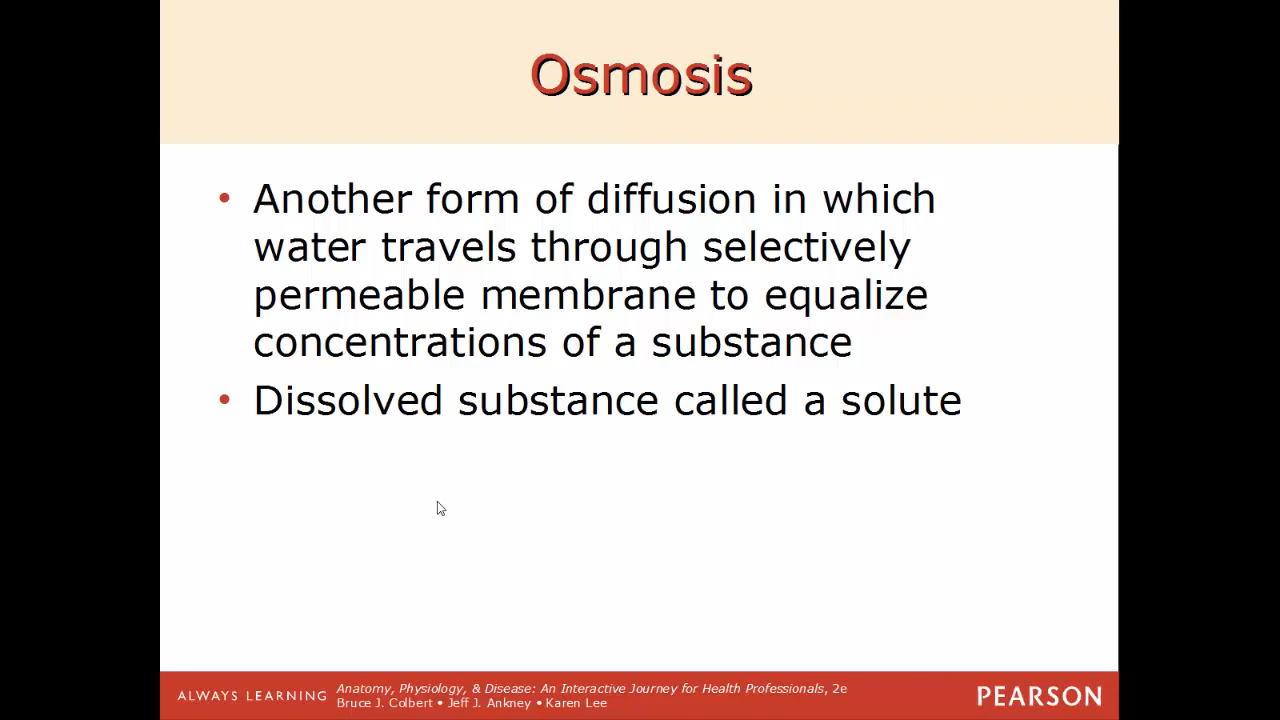 Osmosis
• Another form of diffusion in which
water travels through selectively
permeable membrane to equalize
concentrations of a substance
• Dissolved substance called a solute
ALWAYS LEARNING
Anatomy, Physiology, & Disease: An Interactive Journey for Health Professionals, 2e
Bruce J. Colbert • Jeff J. Ankney • Karen Lee
PEARSON